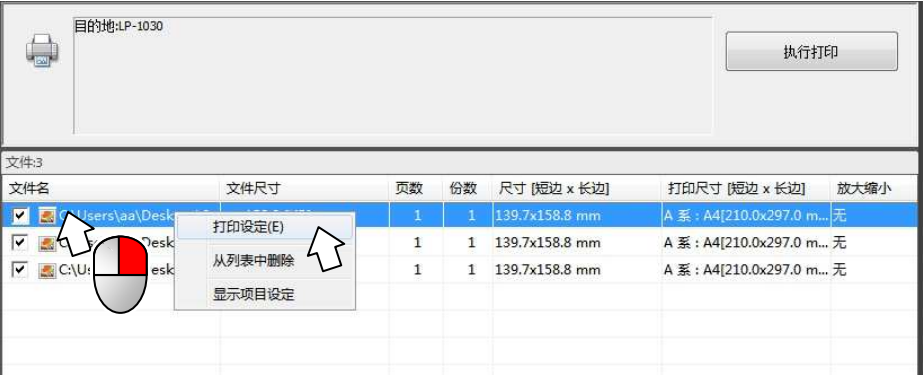 目的地:LP-1030
执行打印
文件:3
文件名 文件尺寸 页数 份数 尺寸 [短边 x 长边] 打印尺寸 [短边 x 长边] 放大缩小
Users\aa\Desk 1 1 139.7x158.8 mm A 系 : A4[210.0x297.0 m... 无
打印设定(E)
Desk 1 1 139.7x158.8 mm A 系 : A4[210.0x297.0 m... 无
从列表中删除
C:\Us esk 1 1 139.7x158.8 mm A 系 : A4[210.0x297.0 m... 无
显示项目设定